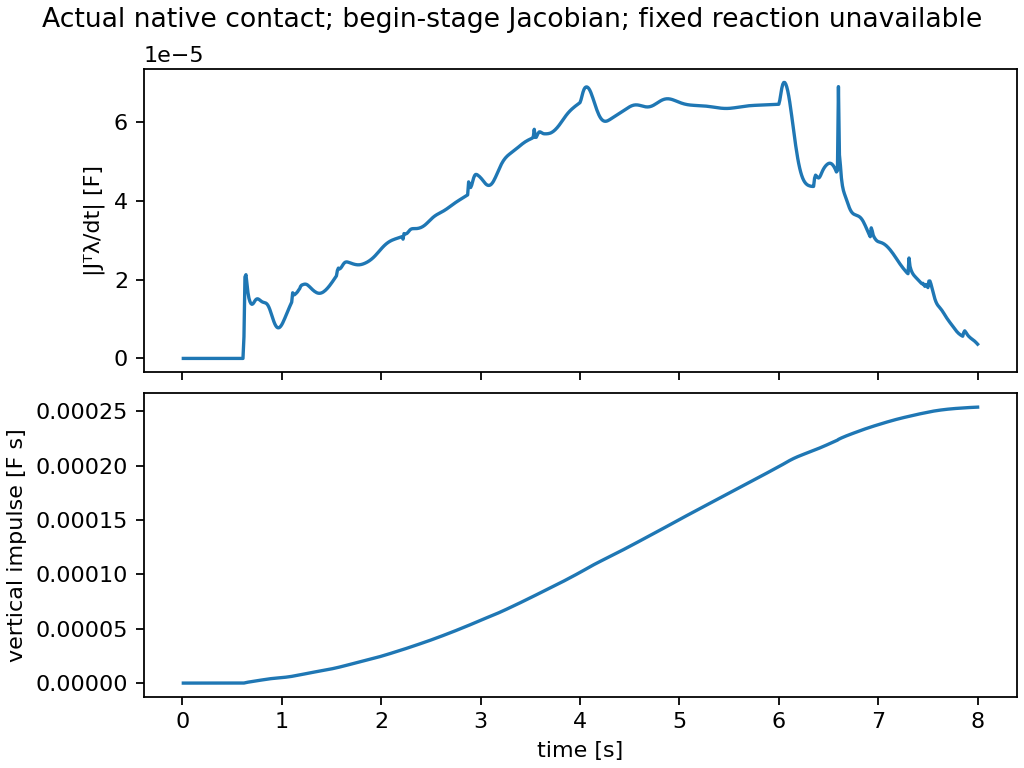 Actual native contact; begin-stage Jacobian; fixed reaction unavailable
1e−5
|Jᵀλ/dt| [F]
6
4
2
0
vertical impulse [F s]
0.00025
0.00020
0.00015
0.00010
0.00005
0.00000
0 1 2 3 4 5 6 7 8
time [s]